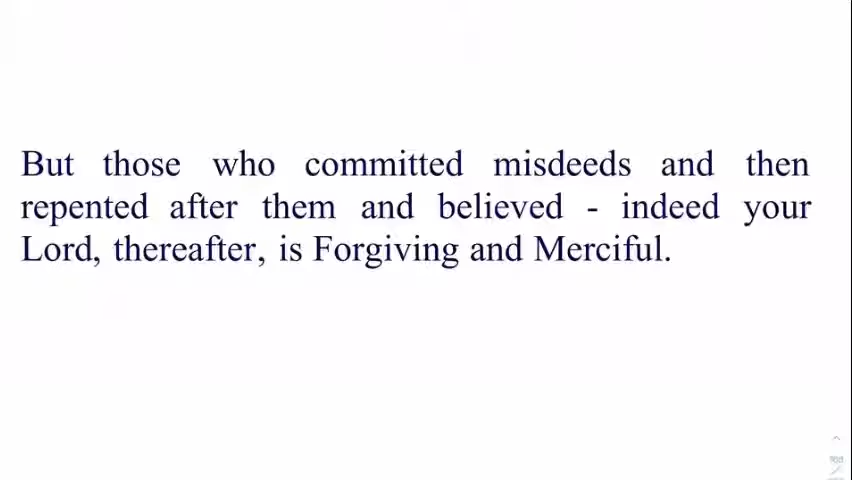 But those who committed misdeeds and then
repented after them and believed - indeed your
Lord, thereafter, is Forgiving and Merciful.